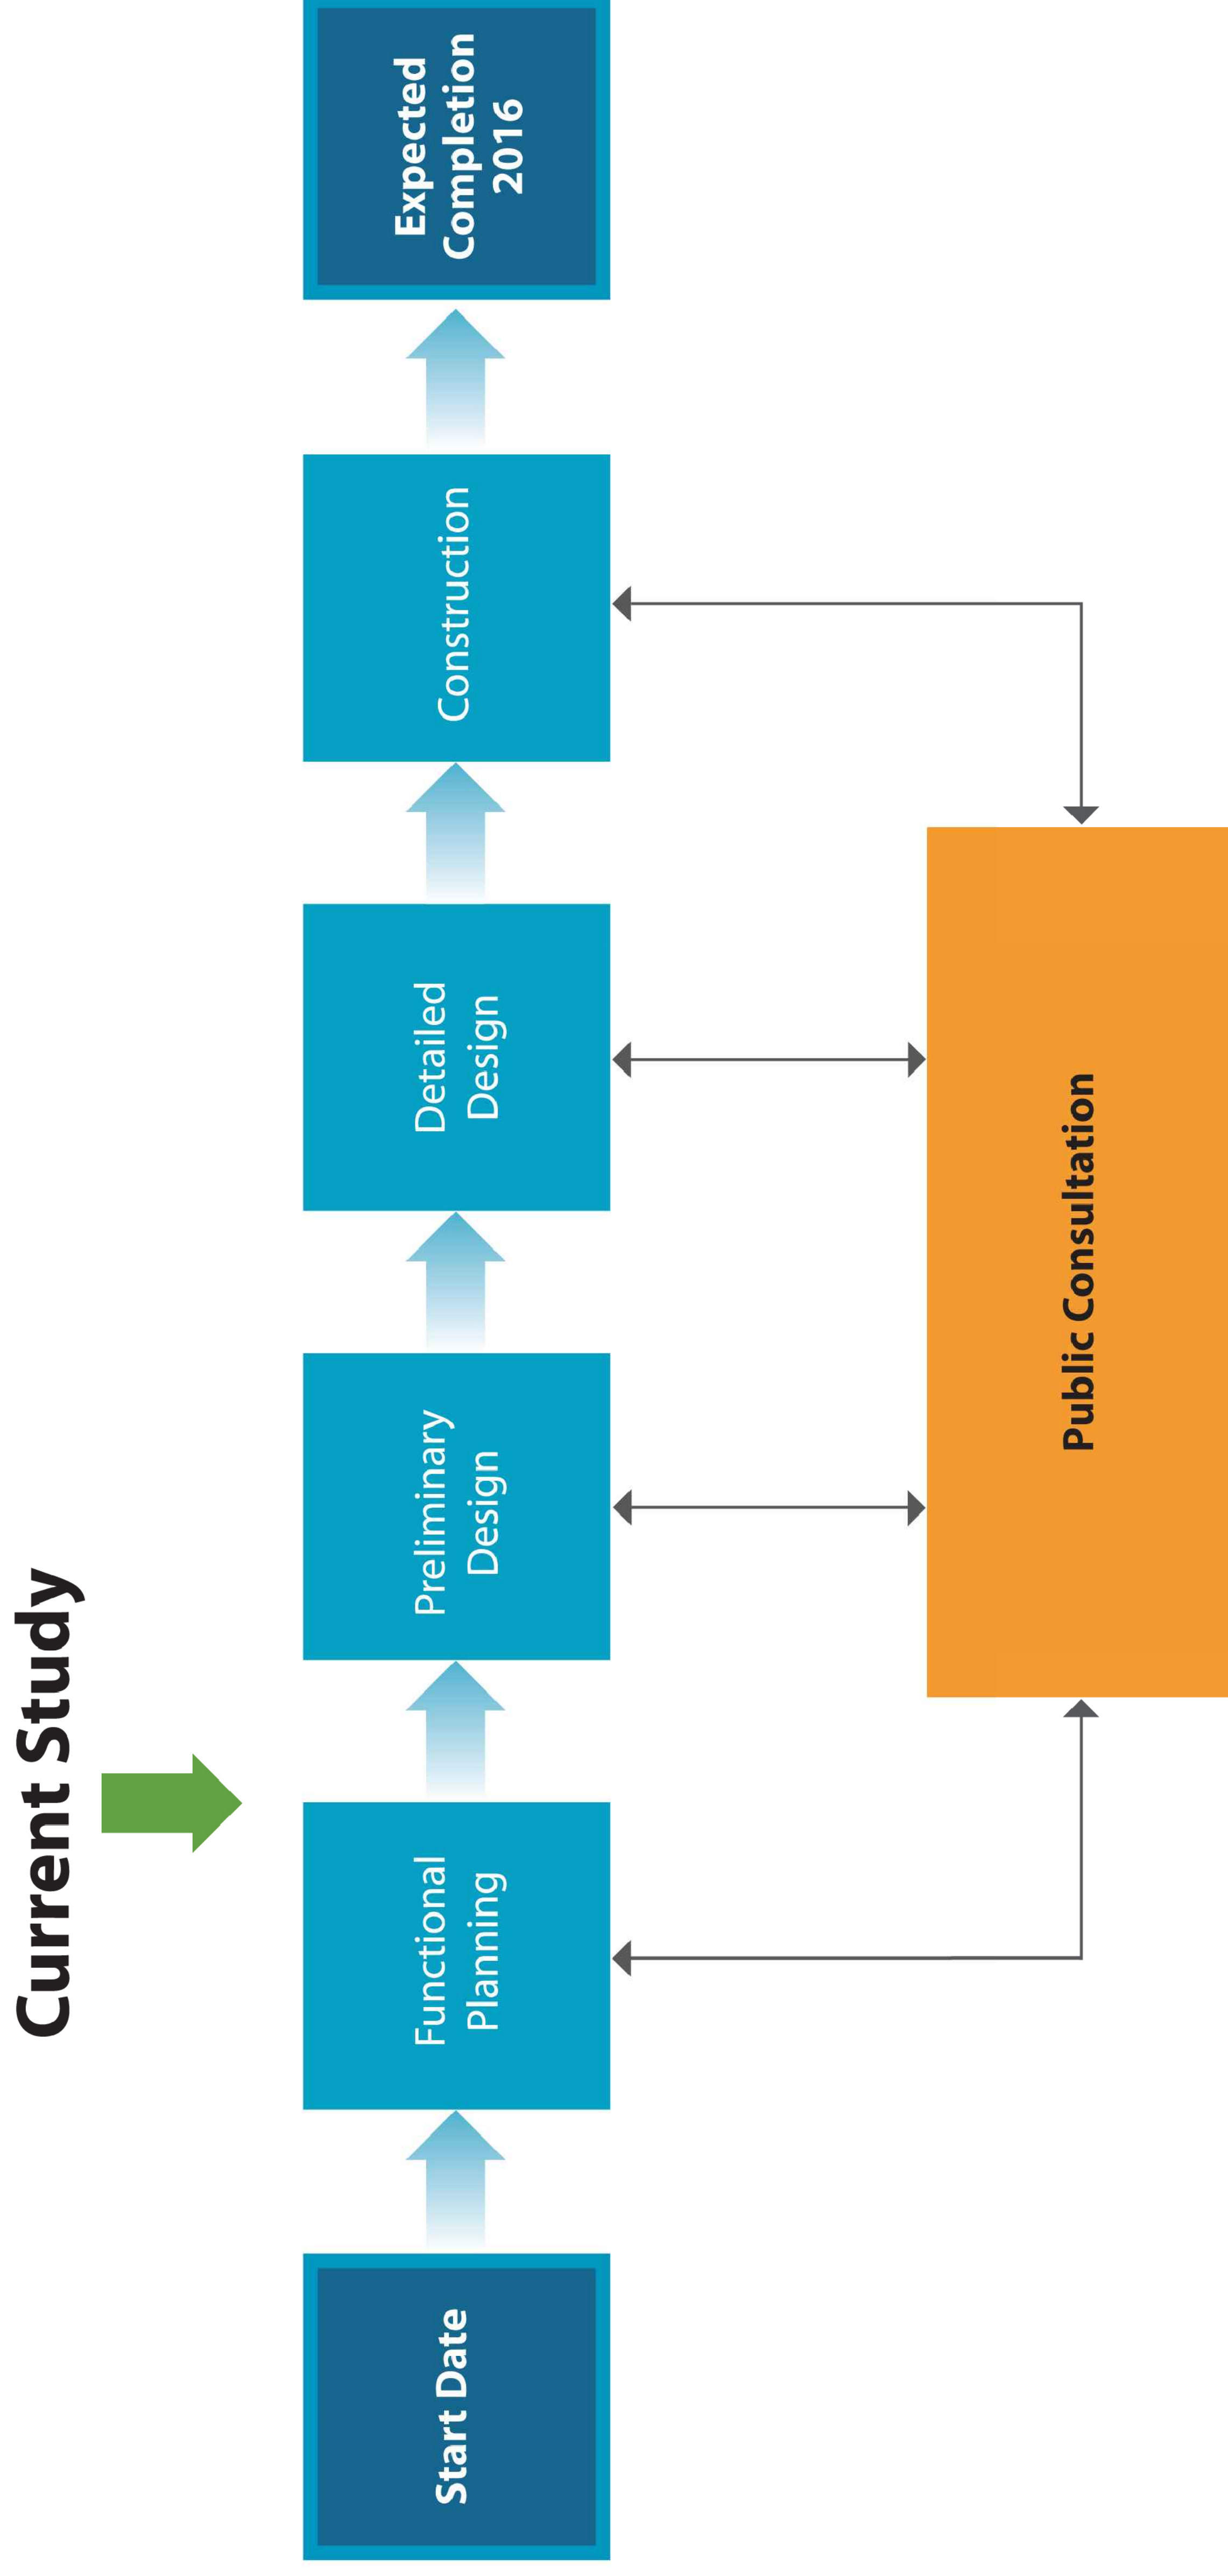 Current Study
Start Date
Functional
Planning
Preliminary
Design
Detailed
Design
Construction
Expected
Completion
2016
Public Consultation